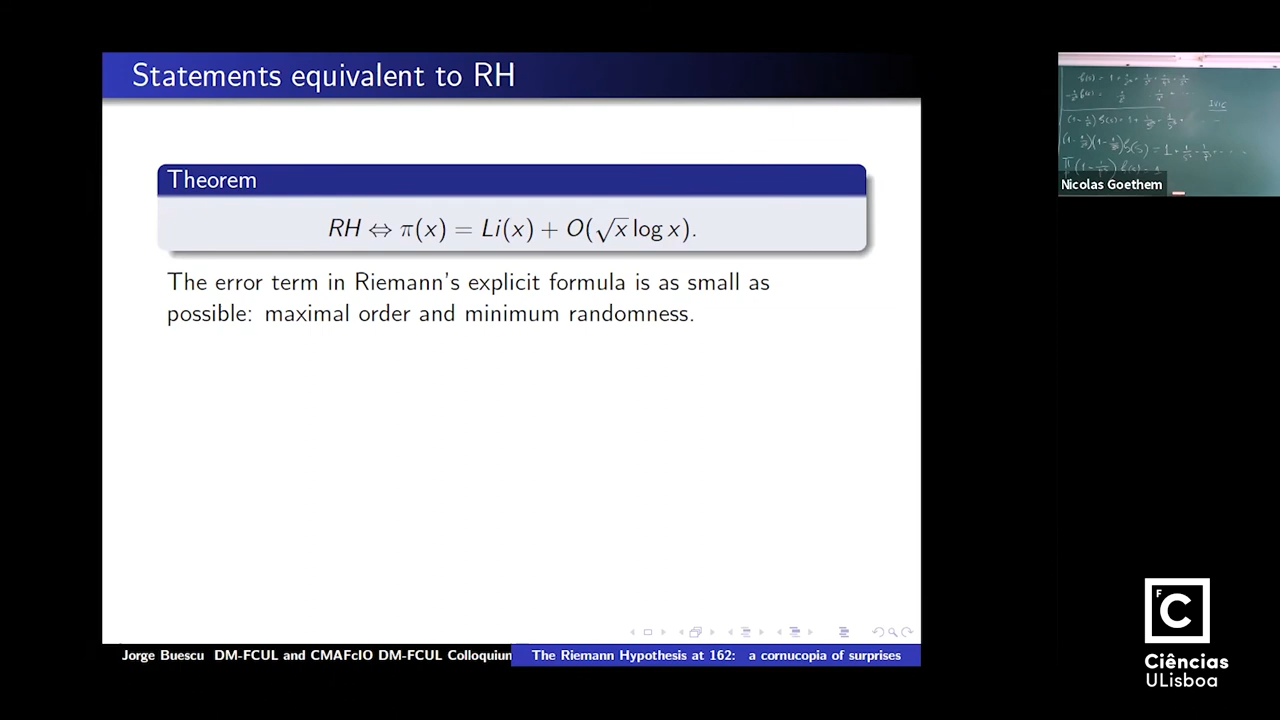 Statements equivalent to RH
Theorem
RH ⇔ π(x) = Li(x) + O(√x log x).
The error term in Riemann's explicit formula is as small as
possible: maximal order and minimum randomness.
Jorge Buescu DM-FCUL and CMAFcIO DM-FCUL Colloquium
The Riemann Hypothesis at 162: a cornucopia of surprises
Nicolas Goethem
F
C
Ciências
ULisboa